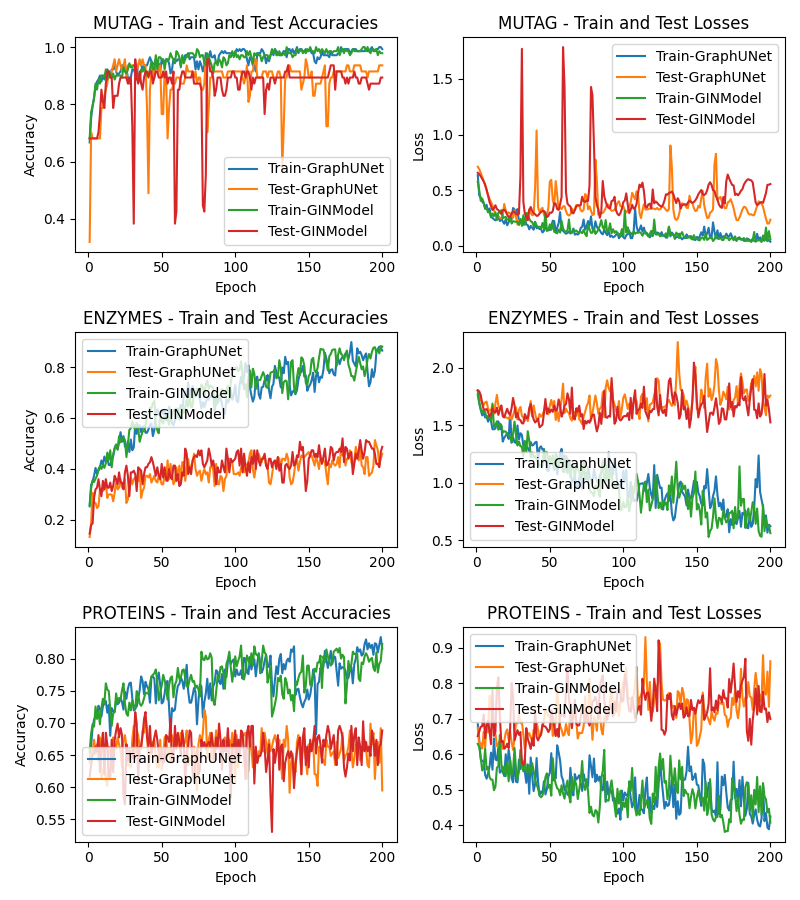 MUTAG - Train and Test Accuracies
1.0
0.8
0.6
0.4
Accuracy
0 50 100 150 200
Epoch
Train-GraphUNet
Test-GraphUNet
Train-GINModel
Test-GINModel
MUTAG - Train and Test Losses
1.5
1.0
0.5
0.0
Loss
0 50 100 150 200
Epoch
Train-GraphUNet
Test-GraphUNet
Train-GINModel
Test-GINModel
ENZYMES - Train and Test Accuracies
0.8
0.6
0.4
0.2
Accuracy
0 50 100 150 200
Epoch
Train-GraphUNet
Test-GraphUNet
Train-GINModel
Test-GINModel
ENZYMES - Train and Test Losses
2.0
1.5
1.0
0.5
Loss
0 50 100 150 200
Epoch
Train-GraphUNet
Test-GraphUNet
Train-GINModel
Test-GINModel
PROTEINS - Train and Test Accuracies
0.80
0.75
0.70
0.65
0.60
0.55
Accuracy
0 50 100 150 200
Epoch
Train-GraphUNet
Test-GraphUNet
Train-GINModel
Test-GINModel
PROTEINS - Train and Test Losses
0.9
0.8
0.7
0.6
0.5
0.4
Loss
0 50 100 150 200
Epoch
Train-GraphUNet
Test-GraphUNet
Train-GINModel
Test-GINModel